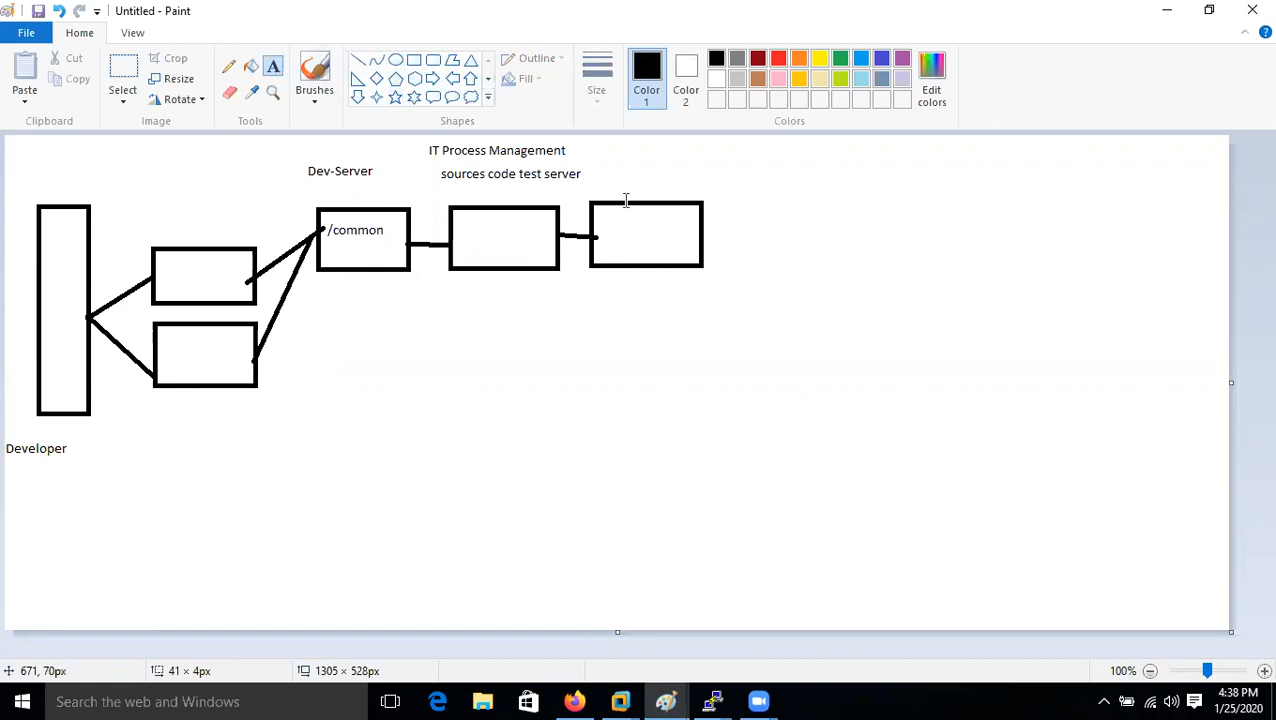 Untitled - Paint
File
Home
View
Paste
Cut
Copy
Clipboard
Select
Crop
Resize
Rotate
Image
A
Tools
Brushes
Shapes
Outline
Fill
Size
Color 1
Color 2
Edit colors
Colors
IT Process Management
sources code test server
Dev-Server
/common
Developer
671, 70px
41 × 4px
1305 × 528px
100%
Search the web and Windows
4:38 PM
1/25/2020